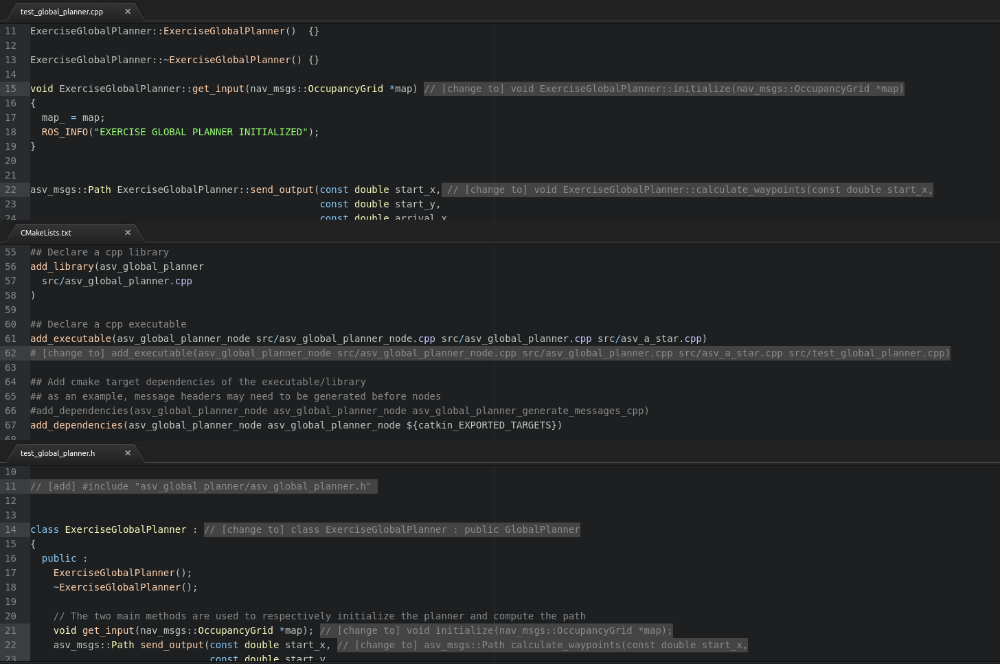 test_global_planner.cpp ×
11 ExerciseGlobalPlanner::ExerciseGlobalPlanner()  {}
12
13 ExerciseGlobalPlanner::~ExerciseGlobalPlanner() {}
14
15 void ExerciseGlobalPlanner::get_input(nav_msgs::OccupancyGrid *map) // [change to] void ExerciseGlobalPlanner::initialize(nav_msgs::OccupancyGrid *map)
16 {
17   map_ = map;
18   ROS_INFO("EXERCISE GLOBAL PLANNER INITIALIZED");
19 }
20
21
22 asv_msgs::Path ExerciseGlobalPlanner::send_output(const double start_x, // [change to] void ExerciseGlobalPlanner::calculate_waypoints(const double start_x,
23                                                   const double start_y,
24                                                   const double arrival_x
CMakeLists.txt ×
55 ## Declare a cpp library
56 add_library(asv_global_planner
57   src/asv_global_planner.cpp
58 )
59
60 ## Declare a cpp executable
61 add_executable(asv_global_planner_node src/asv_global_planner_node.cpp src/asv_global_planner.cpp src/asv_a_star.cpp)
62 # [change to] add_executable(asv_global_planner_node src/asv_global_planner_node.cpp src/asv_global_planner.cpp src/asv_a_star.cpp src/test_global_planner.cpp)
63
64 ## Add cmake target dependencies of the executable/library
65 ## as an example, message headers may need to be generated before nodes
66 #add_dependencies(asv_global_planner_node asv_global_planner_node asv_global_planner_generate_messages_cpp)
67 add_dependencies(asv_global_planner_node asv_global_planner_node ${catkin_EXPORTED_TARGETS})
68
test_global_planner.h ×
10
11 // [add] #include "asv_global_planner/asv_global_planner.h"
12
13
14 class ExerciseGlobalPlanner : // [change to] class ExerciseGlobalPlanner : public GlobalPlanner
15 {
16   public :
17     ExerciseGlobalPlanner();
18     ~ExerciseGlobalPlanner();
19
20     // The two main methods are used to respectively initialize the planner and compute the path
21     void get_input(nav_msgs::OccupancyGrid *map); // [change to] void initialize(nav_msgs::OccupancyGrid *map);
22     asv_msgs::Path send_output(const double start_x, // [change to] asv_msgs::Path calculate_waypoints(const double start_x,
23                                const double start_y